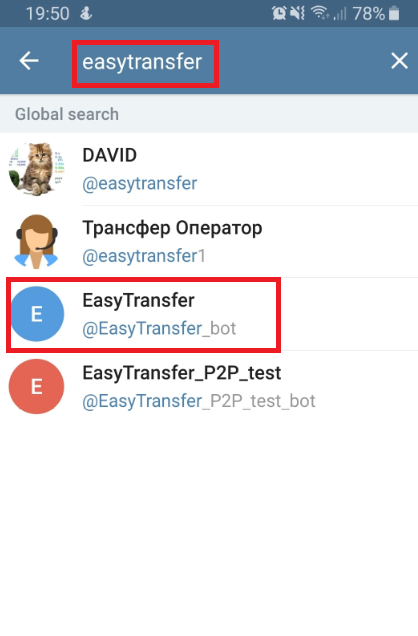 19:50
78%
easytransfer
Global search
DAVID
@easytransfer
Трансфер Оператор
@easytransfer1
E
EasyTransfer
@EasyTransfer_bot
E
EasyTransfer_P2P_test
@EasyTransfer_P2P_test_bot